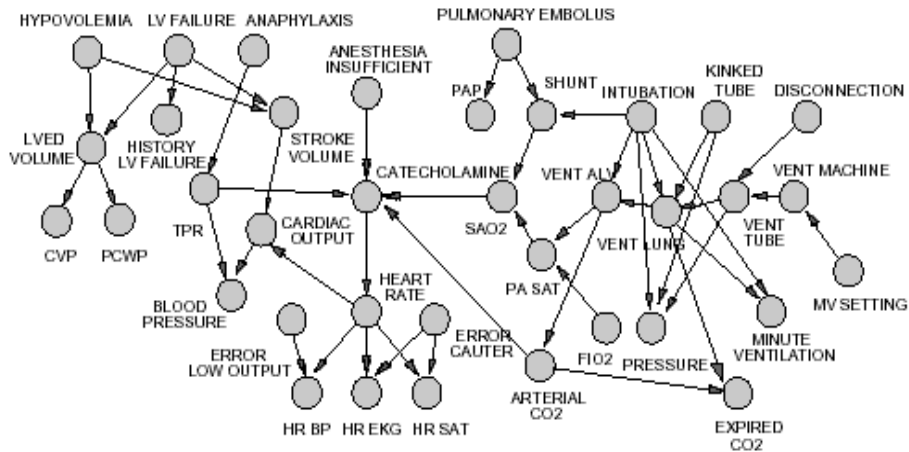 PULMONARY EMBOLUS
HYPOVOLEMIA
LV FAILURE
ANAPHYLAXIS
ANESTHESIA
INSUFFICIENT
PAP
SHUNT
INTUBATION
KINKED
TUBE
DISCONNECTION
LVED
VOLUME
HISTORY
LV FAILURE
STROKE
VOLUME
CATECHOLAMINE
VENT ALV
VENT MACHINE
CVP
PCWP
TPR
CARDIAC
OUTPUT
SAO2
VENT LUNG
VENT
TUBE
PA SAT
HEART
RATE
BLOOD
PRESSURE
MV SETTING
ERROR
LOW OUTPUT
ERROR
CAUTER
FIO2
PRESSURE
MINUTE
VENTILATION
HR BP
HR EKG
HR SAT
ARTERIAL
CO2
EXPIRED
CO2